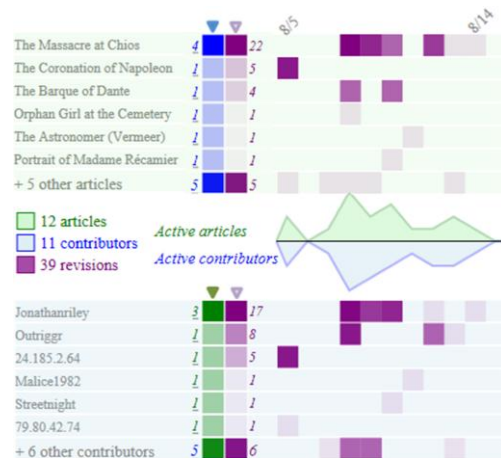 8/5 8/14
The Massacre at Chios 4 22
The Coronation of Napoleon 1 5
The Barque of Dante 1 4
Orphan Girl at the Cemetery 1 1
The Astronomer (Vermeer) 1 1
Portrait of Madame Récamier 1 1
+ 5 other articles 5 5
12 articles
11 contributors
39 revisions
Active articles
Active contributors
Jonathanriley 3 17
Outriggr 1 8
24.185.2.64 1 5
Malice1982 1 1
Streetnight 1 1
79.80.42.74 1 1
+ 6 other contributors 5 6